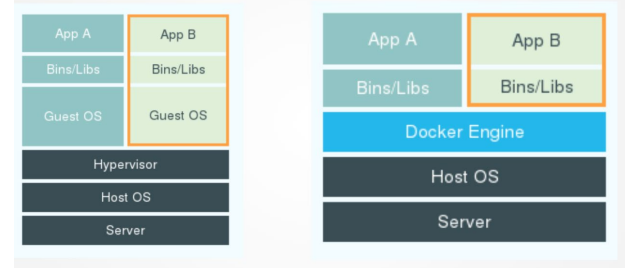 App A App B
Bins/Libs Bins/Libs
Guest OS Guest OS
Hypervisor
Host OS
Server
App A App B
Bins/Libs Bins/Libs
Docker Engine
Host OS
Server